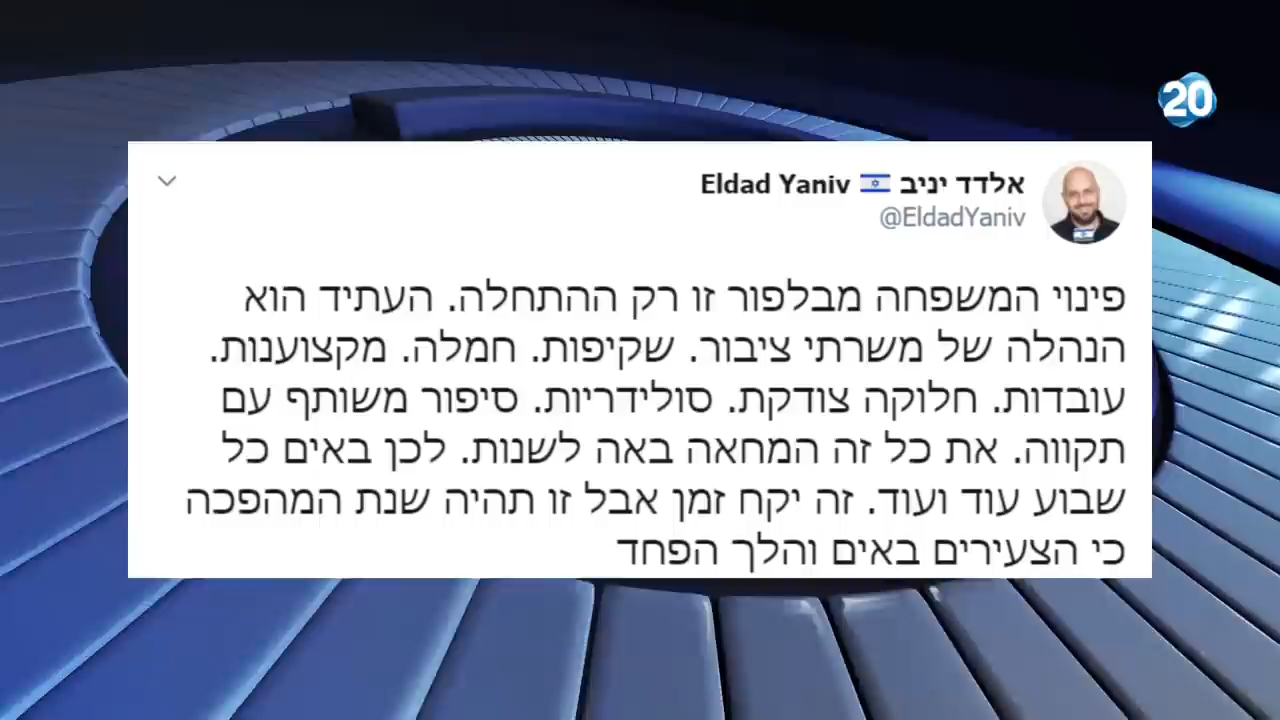 20
אלדד יניב Eldad Yaniv
@EldadYaniv
פינוי המשפחה מבלפור זו רק ההתחלה. העתיד הוא
הנהלה של משרתי ציבור. שקיפות. חמלה. מקצוענות.
עובדות. חלוקה צודקת. סולידריות. סיפור משותף עם
תקווה. את כל זה המחאה באה לשנות. לכן באים כל
שבוע עוד ועוד. זה יקח זמן אבל זו תהיה שנת המהפכה
כי הצעירים באים והלך הפחד